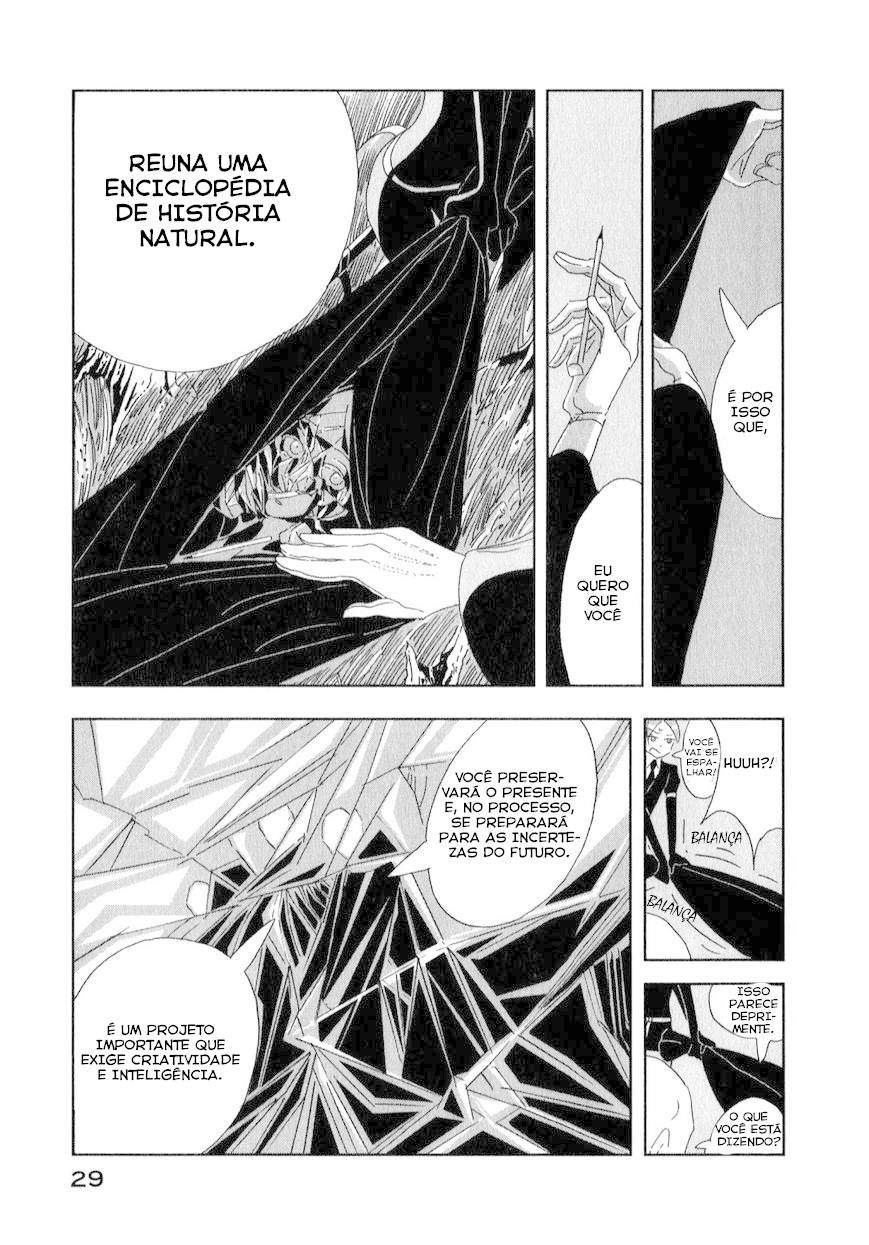 É POR
ISSO
QUE,
EU
QUERO
QUE
VOCÊ
REUNA UMA
ENCICLOPÉDIA
DE HISTÓRIA
NATURAL.
HUUH?!
VOCÊ
VAI SE
ESPA-
LHAR!
BALANÇA
BALANÇA
ISSO
PARECE
DEPRI-
MENTE.
O QUE
VOCÊ ESTÁ
DIZENDO?
VOCÊ PRESER-
VARÁ O PRESENTE
E, NO PROCESSO,
SE PREPARARÁ
PARA AS INCERTE-
ZAS DO FUTURO.
É UM PROJETO
IMPORTANTE QUE
EXIGE CRIATIVIDADE
E INTELIGÊNCIA.
29